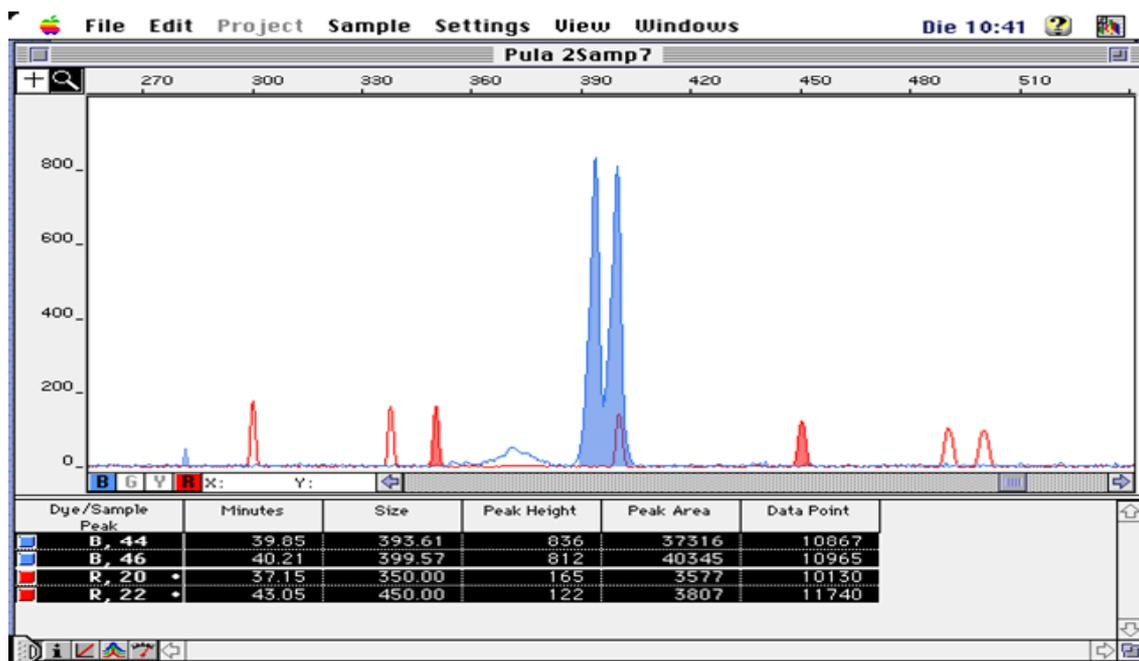 File Edit Project Sample Settings View Windows Die 10:41
Pula 2Samp7
270 300 330 360 390 420 450 480 510
800
600
400
200
0
B G Y R X: Y:
Dye/Sample Peak Minutes Size Peak Height Peak Area Data Point
B, 44 39.85 393.61 836 37316 10867
B, 46 40.21 399.57 812 40345 10965
R, 20 • 37.15 350.00 165 3577 10130
R, 22 • 43.05 450.00 122 3807 11740